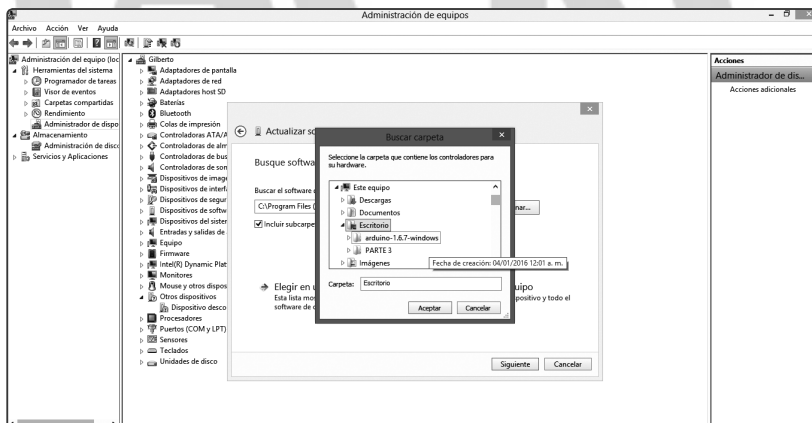 Administración de equipos
Archivo Acción Ver Ayuda
Administración del equipo (loc
Herramientas del sistema
Programador de tareas
Visor de eventos
Carpetas compartidas
Rendimiento
Administrador de dispo
Almacenamiento
Administración de disco
Servicios y Aplicaciones
Gilberto
Adaptadores de pantalla
Adaptadores de red
Adaptadores host SD
Baterías
Bluetooth
Colas de impresión
Controladoras ATA/A
Controladoras de alm
Controladoras de bus
Controladoras de son
Dispositivos de image
Dispositivos de interfa
Dispositivos de segur
Dispositivos de softw
Dispositivos del sister
Entradas y salidas de
Equipo
Firmware
Intel(R) Dynamic Plat
Monitores
Mouse y otros dispos
Otros dispositivos
Dispositivo desco
Procesadores
Puertos (COM y LPT)
Sensores
Teclados
Unidades de disco
Actualizar so
Busque softwa
Buscar el software
C:\Program Files (
nar...
Incluir subcarpe
Elegir en u
uipo
Esta lista mos
positivo y todo el
software de c
Siguiente Cancelar
Buscar carpeta
Seleccione la carpeta que contiene los controladores para
su hardware.
Este equipo
Descargas
Documentos
Escritorio
arduino-1.6.7-windows
PARTE 3
Imágenes
Fecha de creación: 04/01/2016 12:01 a. m.
Carpeta: Escritorio
Aceptar Cancelar
Acciones
Administrador de dis...
Acciones adicionales